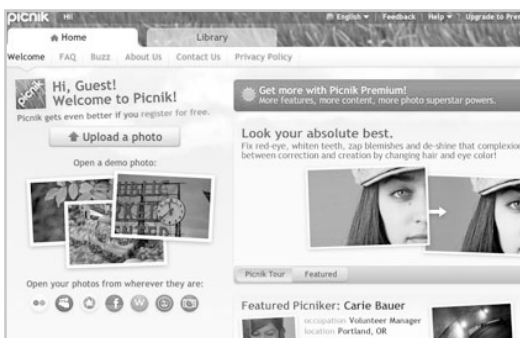 picnik Hi!
English Feedback Help Upgrade to Pre
Home Library
Welcome FAQ Buzz About Us Contact Us Privacy Policy
picnik
Hi, Guest!
Welcome to Picnik!
Picnik gets even better if you register for free.
Upload a photo
Open a demo photo:
Open your photos from wherever they are:
Get more with Picnik Premium!
More features, more content, more photo superstar powers.
Look your absolute best.
Fix red-eye, whiten teeth, zap blemishes and de-shine that complexion
between correction and creation by changing hair and eye color!
Picnik Tour Featured
Featured Picniker: Carie Bauer
occupation Volunteer Manager
location Portland, OR